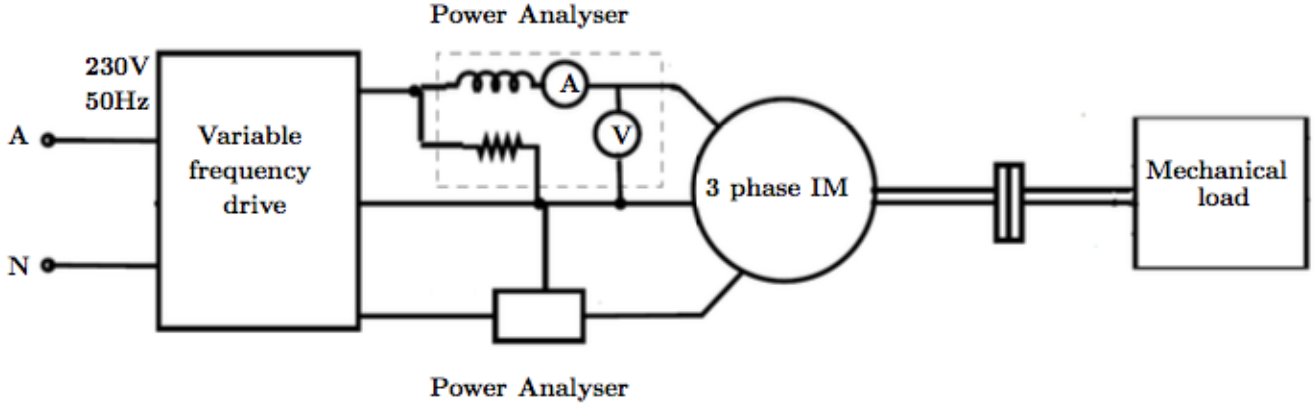 Power Analyser
230V
50Hz
A
A
Variable
frequency
drive
V
3 phase IM
Mechanical
load
N
Power Analyser